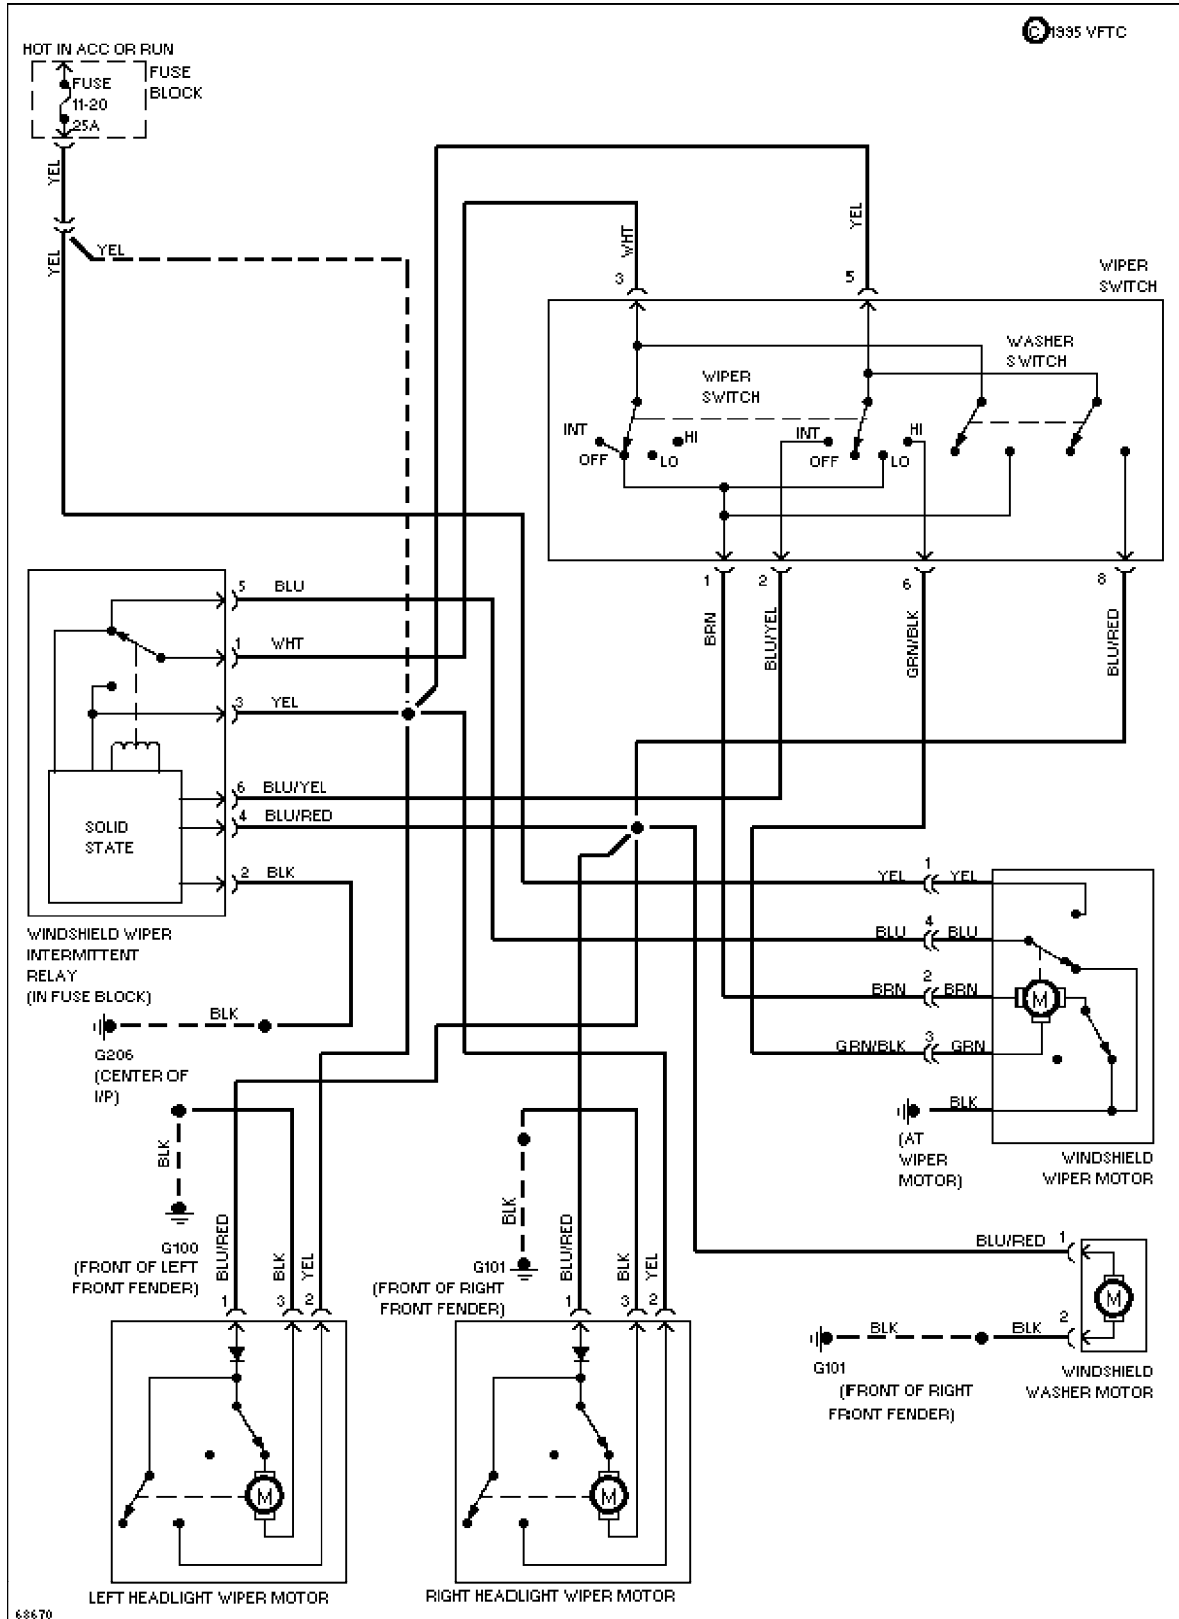 © 1995 VFTC
HOT IN ACC OR RUN
FUSE
11-20
25A
FUSE
BLOCK
YEL
YEL
YEL
WHT
3
YEL
5
WIPER
SWITCH
WASHER
SWITCH
WIPER
SWITCH
INT
OFF
LO
HI
INT
OFF
LO
HI
1
2
6
8
BRN
BLU/YEL
GRN/BLK
BLU/RED
5 BLU
1 WHT
3 YEL
6 BLU/YEL
4 BLU/RED
2 BLK
SOLID
STATE
WINDSHIELD WIPER
INTERMITTENT
RELAY
(IN FUSE BLOCK)
BLK
G206
(CENTER OF
I/P)
YEL 1 YEL
BLU 4 BLU
BRN 2 BRN
GRN/BLK 3 GRN
M
BLK
(AT
WIPER
MOTOR)
WINDSHIELD
WIPER MOTOR
BLK
G100
(FRONT OF LEFT
FRONT FENDER)
BLU/RED
BLK
YEL
1
3
2
BLK
G101
(FRONT OF RIGHT
FRONT FENDER)
BLU/RED
BLK
YEL
1
3
2
BLU/RED 1
M
BLK
BLK
2
G101
(FRONT OF RIGHT
FRONT FENDER)
WINDSHIELD
WASHER MOTOR
M
M
LEFT HEADLIGHT WIPER MOTOR
RIGHT HEADLIGHT WIPER MOTOR
68670